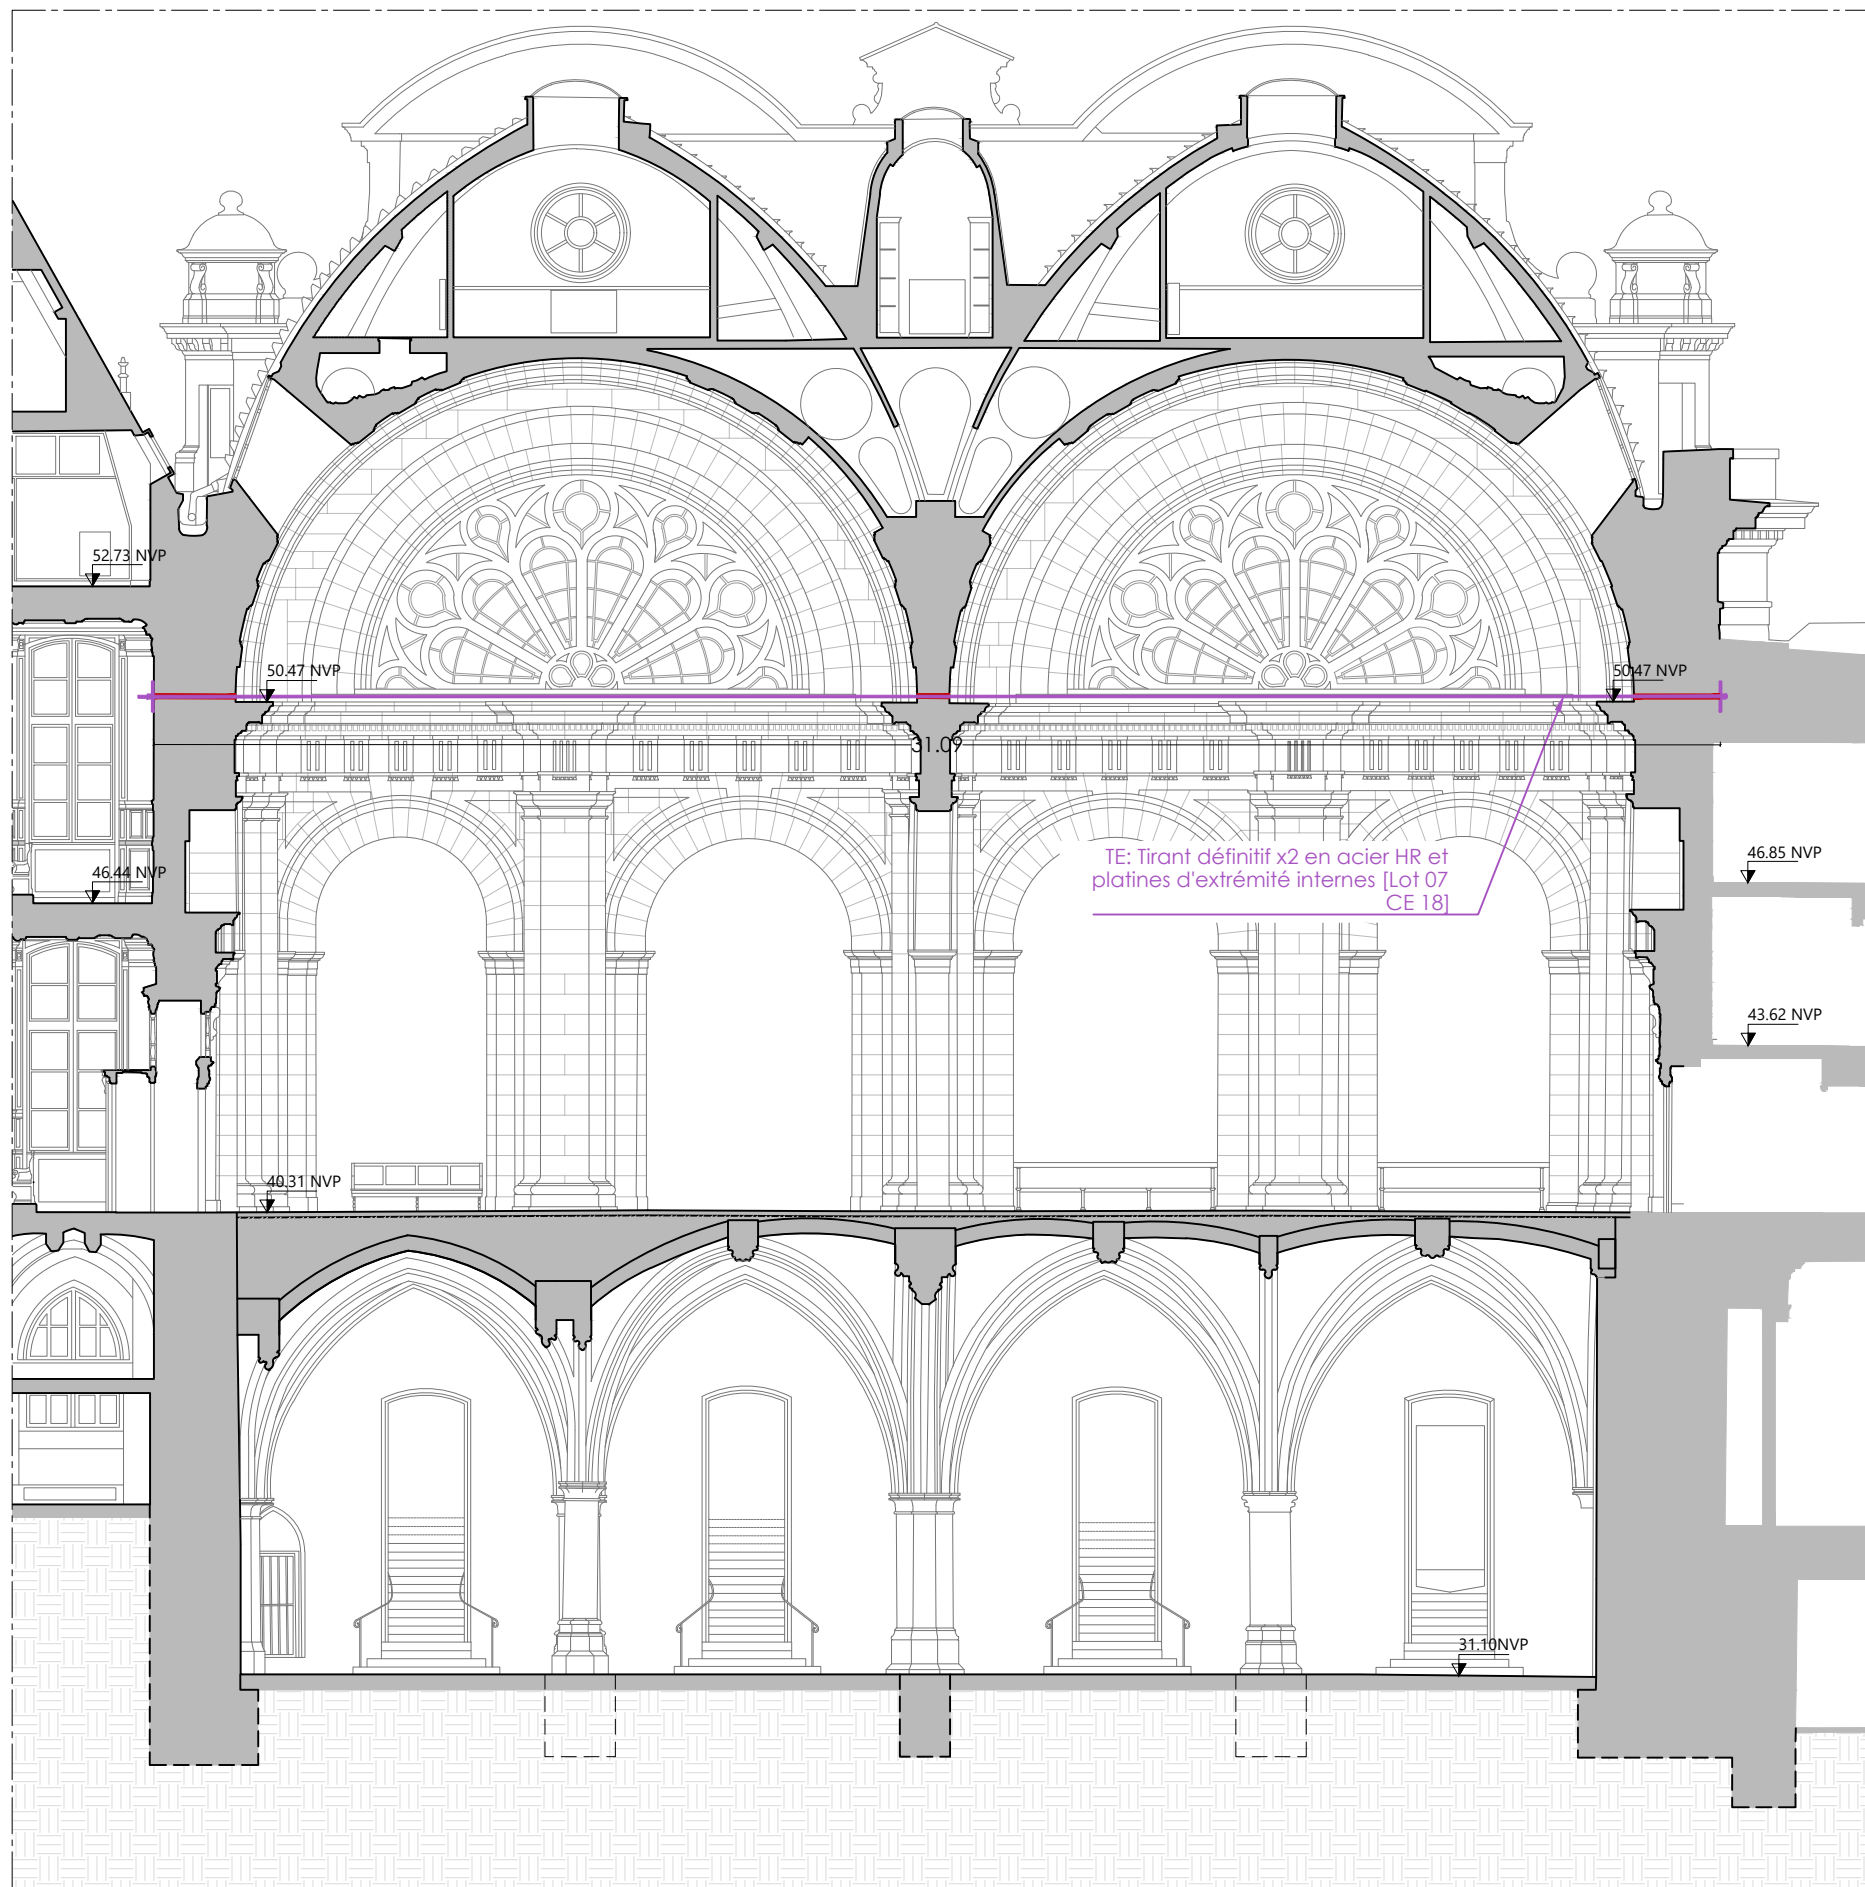 52.73 NVP
50.47 NVP
50.47 NVP
31.09
TE: Tirant définitif x2 en acier HR et
platines d'extrémité internes [Lot 07
CE 18]
46.44 NVP
46.85 NVP
43.62 NVP
40.31 NVP
31.10NVP